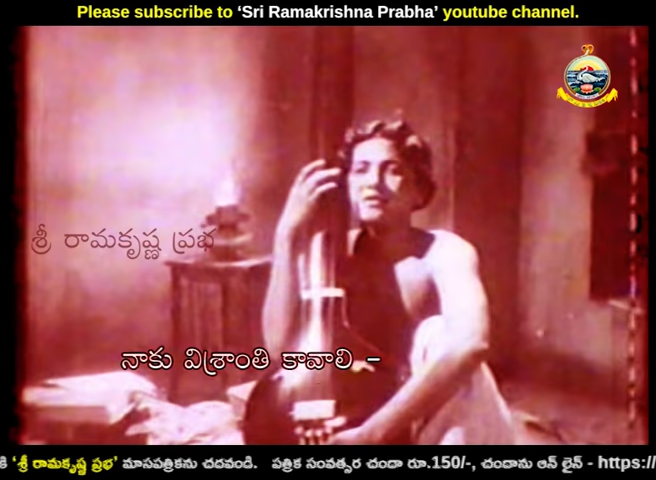 Please subscribe to ‘Sri Ramakrishna Prabha’ youtube channel.
శ్రీ రామకృష్ణ ప్రభ
నాకు విశ్రాంతి కావాలి –
కి ‘శ్రీ రామకృష్ణ ప్రభ’ మాసపత్రికను చదవండి. పత్రిక సంవత్సర చందా రూ.150/-, చందాను ఆన్ లైన్ - https:/